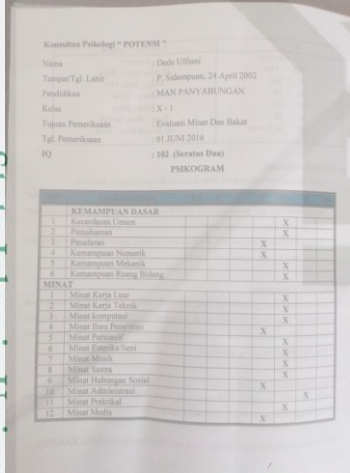 Konsultan Psikologi " POTENSI "
Nama : Dede Ulfiani
Tempat/Tgl. Lahir : P. Sidempuan, 24 April 2002
Pendidikan : MAN PANYABUNGAN
Kelas : X - 1
Tujuan Pemeriksaan : Evaluasi Minat Dan Bakat
Tgl. Pemeriksaan : 01 JUNI 2016
IQ : 102 (Seratus Dua)
PSIKOGRAM
KEMAMPUAN DASAR
1 Kecerdasan Umum X
2 Pemahaman X
3 Penalaran X
4 Kemampuan Numerik X
5 Kemampuan Mekanik X
6 Kemampuan Ruang Bidang X
MINAT
1 Minat Kerja Luar X
2 Minat Kerja Teknik X
3 Minat komputasi X
4 Minat Ilmu Penelitian X
5 Minat Persuasif X
6 Minat Estetika/Seni X
7 Minat Musik X
8 Minat Sastra X
9 Minat Hubungan Sosial X
10 Minat Administrasi X
11 Minat Praktikal X
12 Minat Medis X